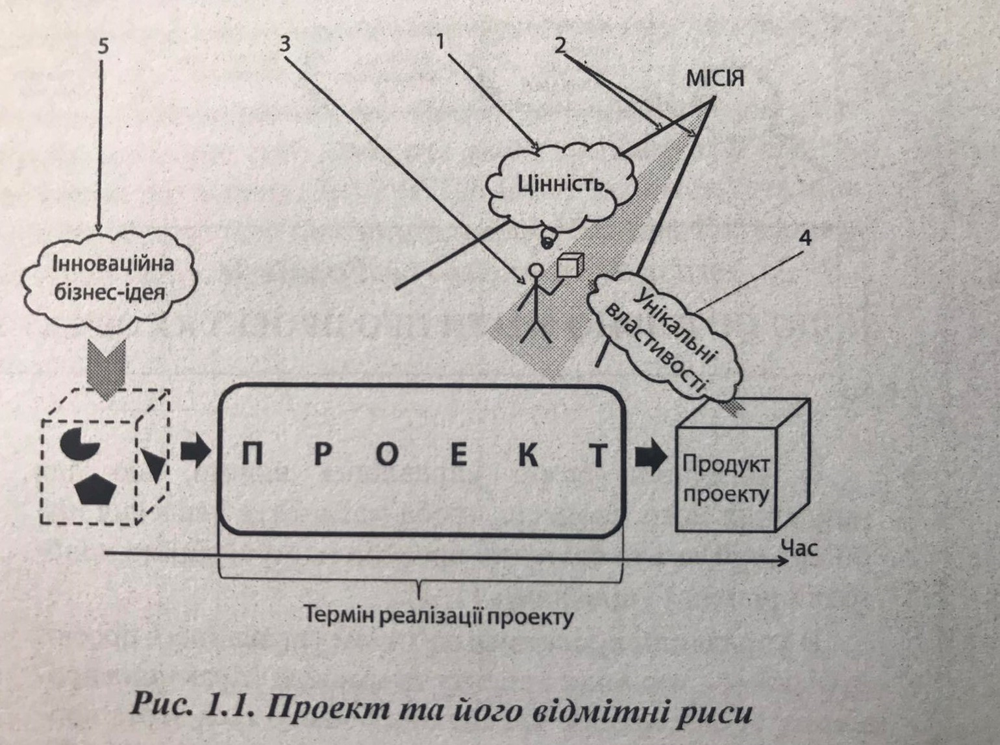 5
3
1
2
МІСІЯ
Цінність
4
Інноваційна
бізнес-ідея
Унікальні
властивості
П Р О Е К Т
Продукт
проекту
Час
Термін реалізації проекту
Рис. 1.1. Проект та його відмітні риси